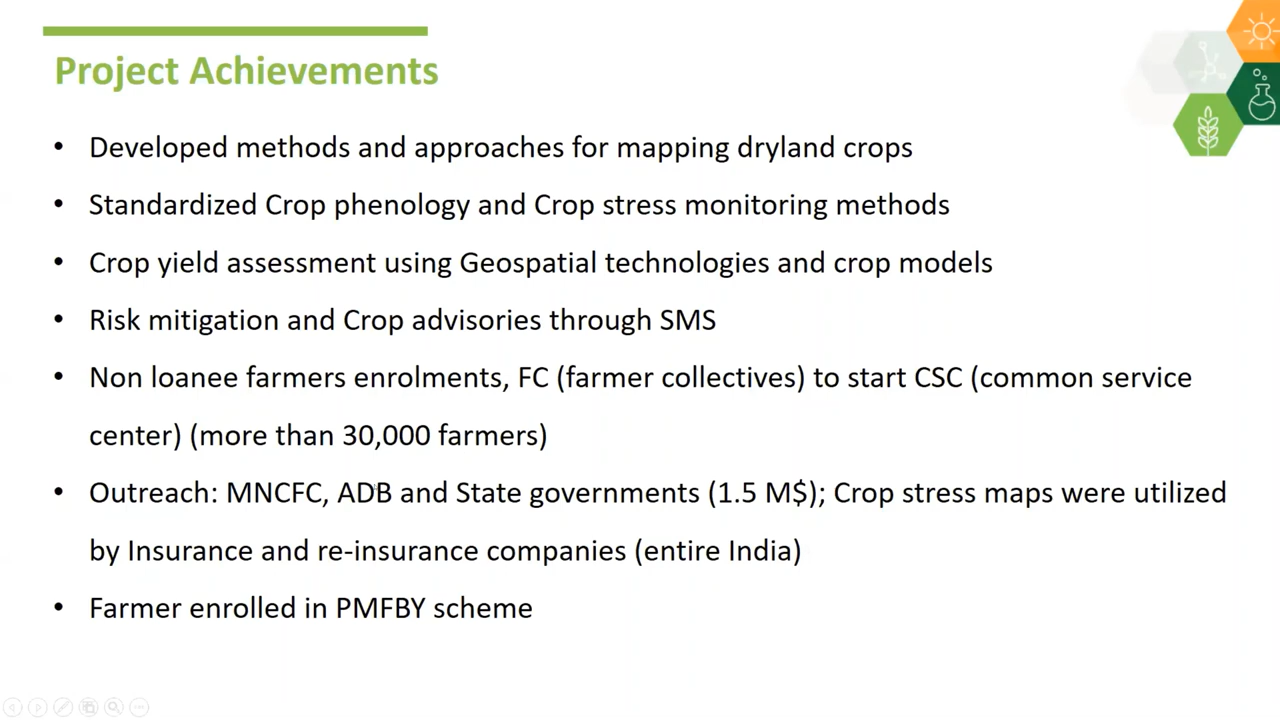 Project Achievements
• Developed methods and approaches for mapping dryland crops
• Standardized Crop phenology and Crop stress monitoring methods
• Crop yield assessment using Geospatial technologies and crop models
• Risk mitigation and Crop advisories through SMS
• Non loanee farmers enrolments, FC (farmer collectives) to start CSC (common service
center) (more than 30,000 farmers)
• Outreach: MNCFC, ADB and State governments (1.5 M$); Crop stress maps were utilized
by Insurance and re-insurance companies (entire India)
• Farmer enrolled in PMFBY scheme